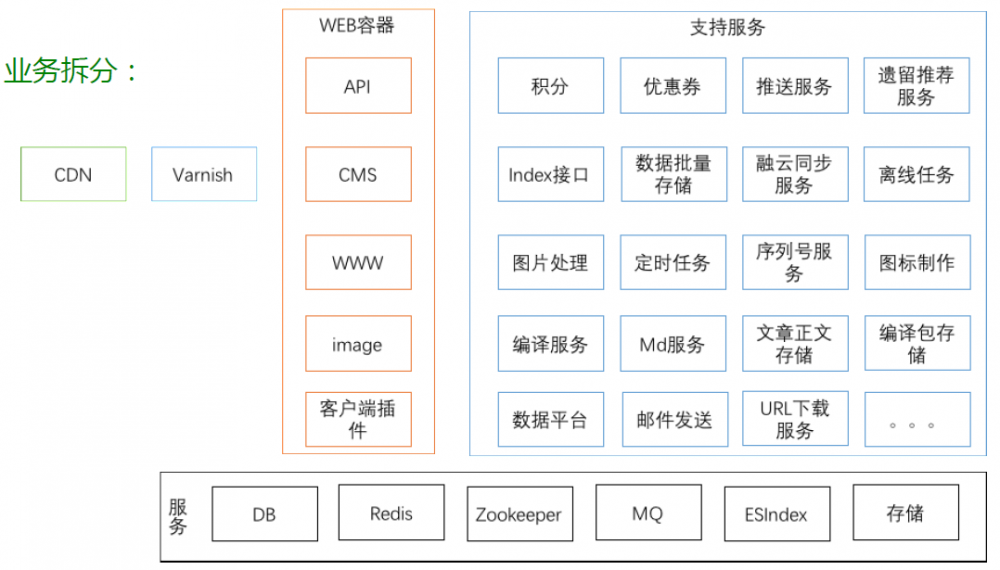 业务拆分：
CDN
Varnish
WEB容器
API
CMS
WWW
image
客户端插
件
支持服务
积分
优惠券
推送服务
遗留推荐
服务
Index接口
数据批量
存储
融云同步
服务
离线任务
图片处理
定时任务
序列号服
务
图标制作
编译服务
Md服务
文章正文
存储
编译包存
储
数据平台
邮件发送
URL下载
服务
。。。
服
务
DB
Redis
Zookeeper
MQ
ESIndex
存储